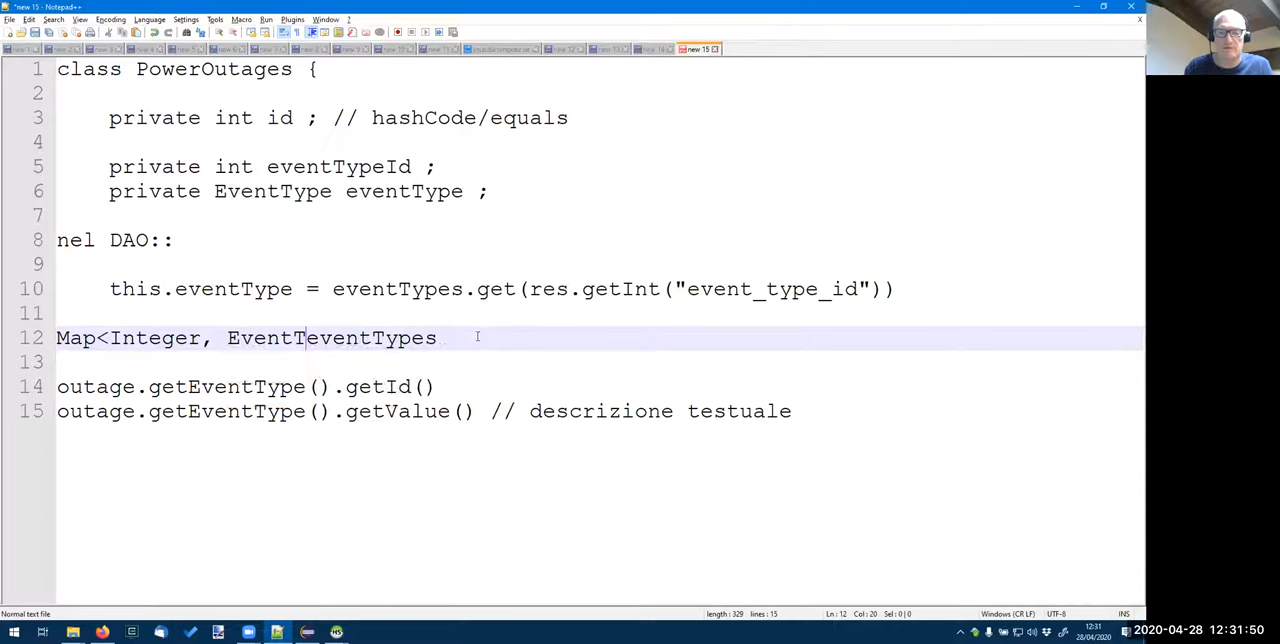 *new 15 - Notepad++
File Edit Search View Encoding Language Settings Tools Macro Run Plugins Window ?
new 15
1 class PowerOutages {
2
3 private int id ; // hashCode/equals
4
5 private int eventTypeId ;
6 private EventType eventType ;
7
8 nel DAO::
9
10 this.eventType = eventTypes.get(res.getInt("event_type_id"))
11
12 Map<Integer, EventTeventTypes
13
14 outage.getEventType().getId()
15 outage.getEventType().getValue() // descrizione testuale
Normal text file length : 329 lines : 15 Ln : 12 Col : 20 Sel : 0 | 0 Windows (CR LF) UTF-8 INS
12:31
28/04/2020
2020-04-28 12:31:50